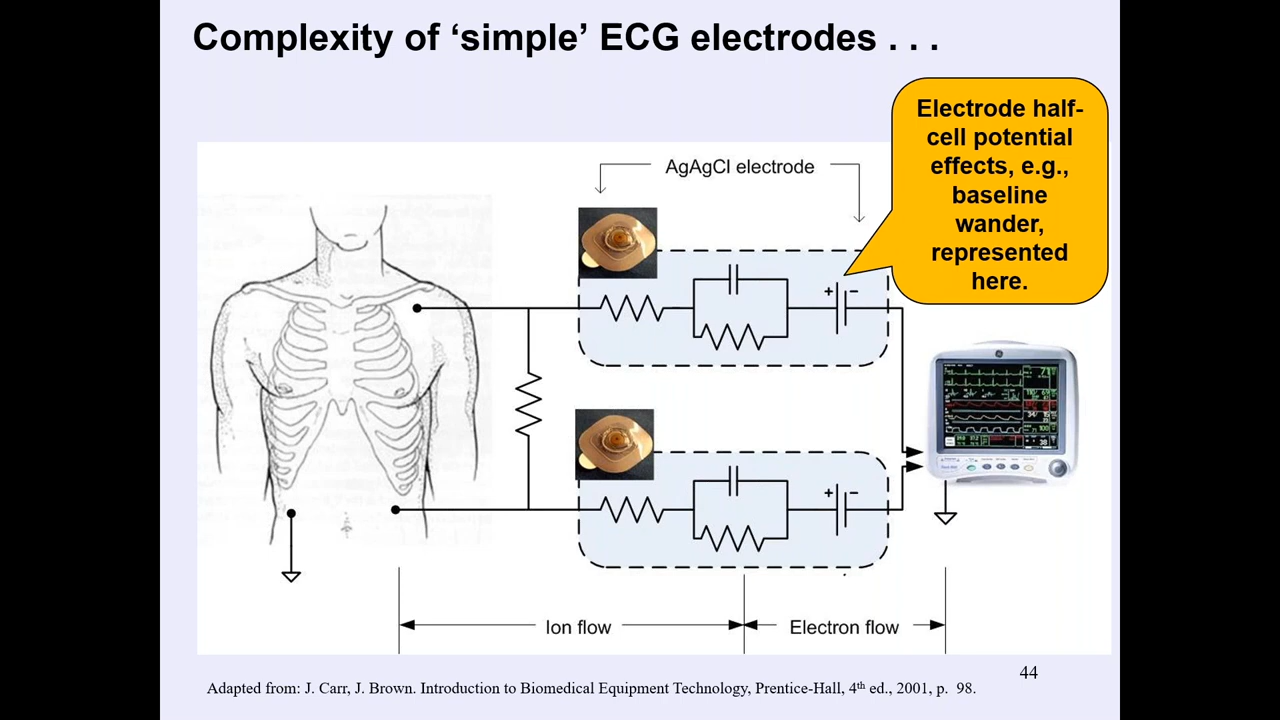 Complexity of ‘simple’ ECG electrodes . . .
Electrode half-
cell potential
effects, e.g.,
baseline
wander,
represented
here.
AgAgCl electrode
+ −
+ −
Ion flow
Electron flow
44
Adapted from: J. Carr, J. Brown. Introduction to Biomedical Equipment Technology, Prentice-Hall, 4th ed., 2001, p. 98.